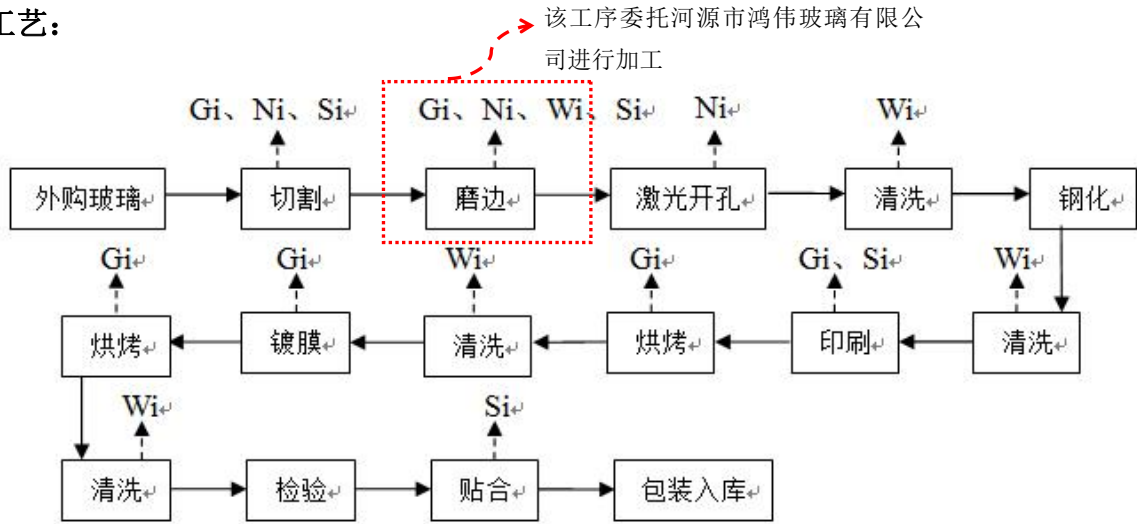 工艺：
该工序委托河源市鸿伟玻璃有限公
司进行加工
Gi、Ni、Si
Gi、Ni、Wi、Si
Ni
Wi
外购玻璃
切割
磨边
激光开孔
清洗
钢化
Gi
Gi
Wi
Gi
Gi、Si
Wi
烘烤
镀膜
清洗
烘烤
印刷
清洗
Wi
Si
清洗
检验
贴合
包装入库